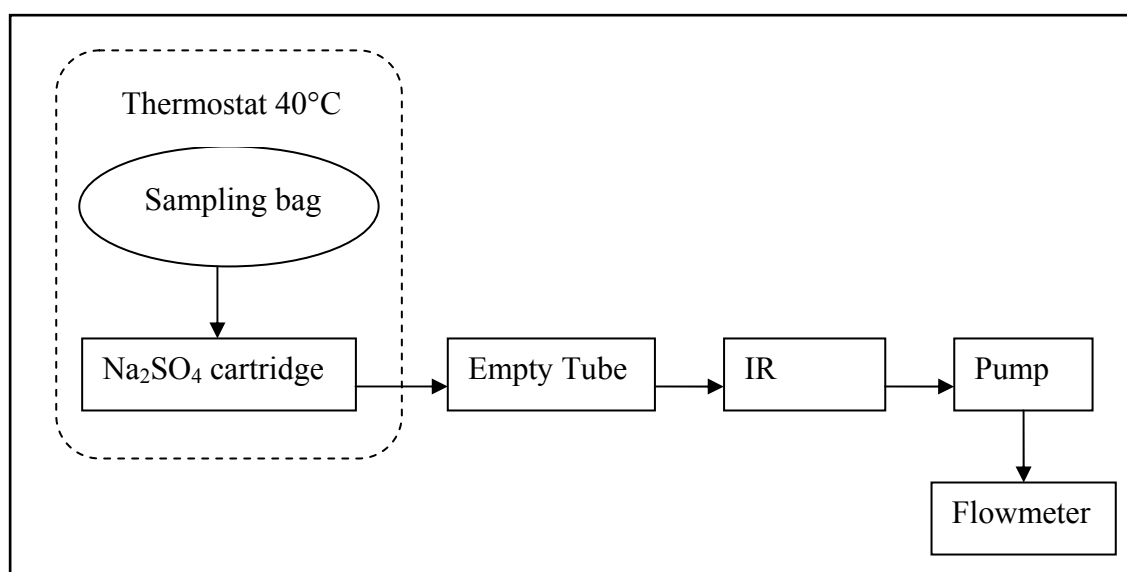 Thermostat 40°C
Sampling bag
Na₂SO₄ cartridge
Empty Tube
IR
Pump
Flowmeter